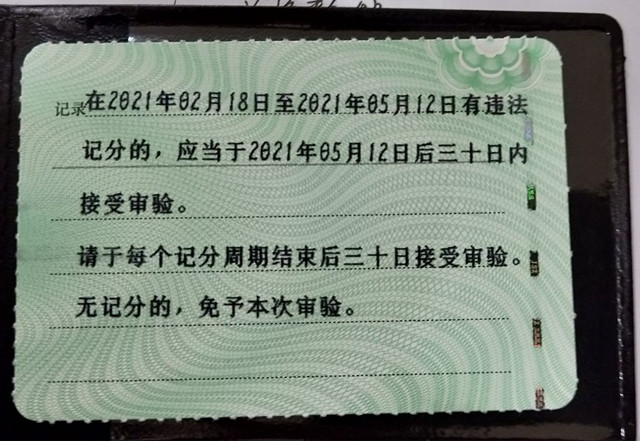 记录在2021年02月18日至2021年05月12日有违法
记分的，应当于2021年05月12日后三十日内
接受审验。
请于每个记分周期结束后三十日接受审验。
无记分的，免予本次审验。